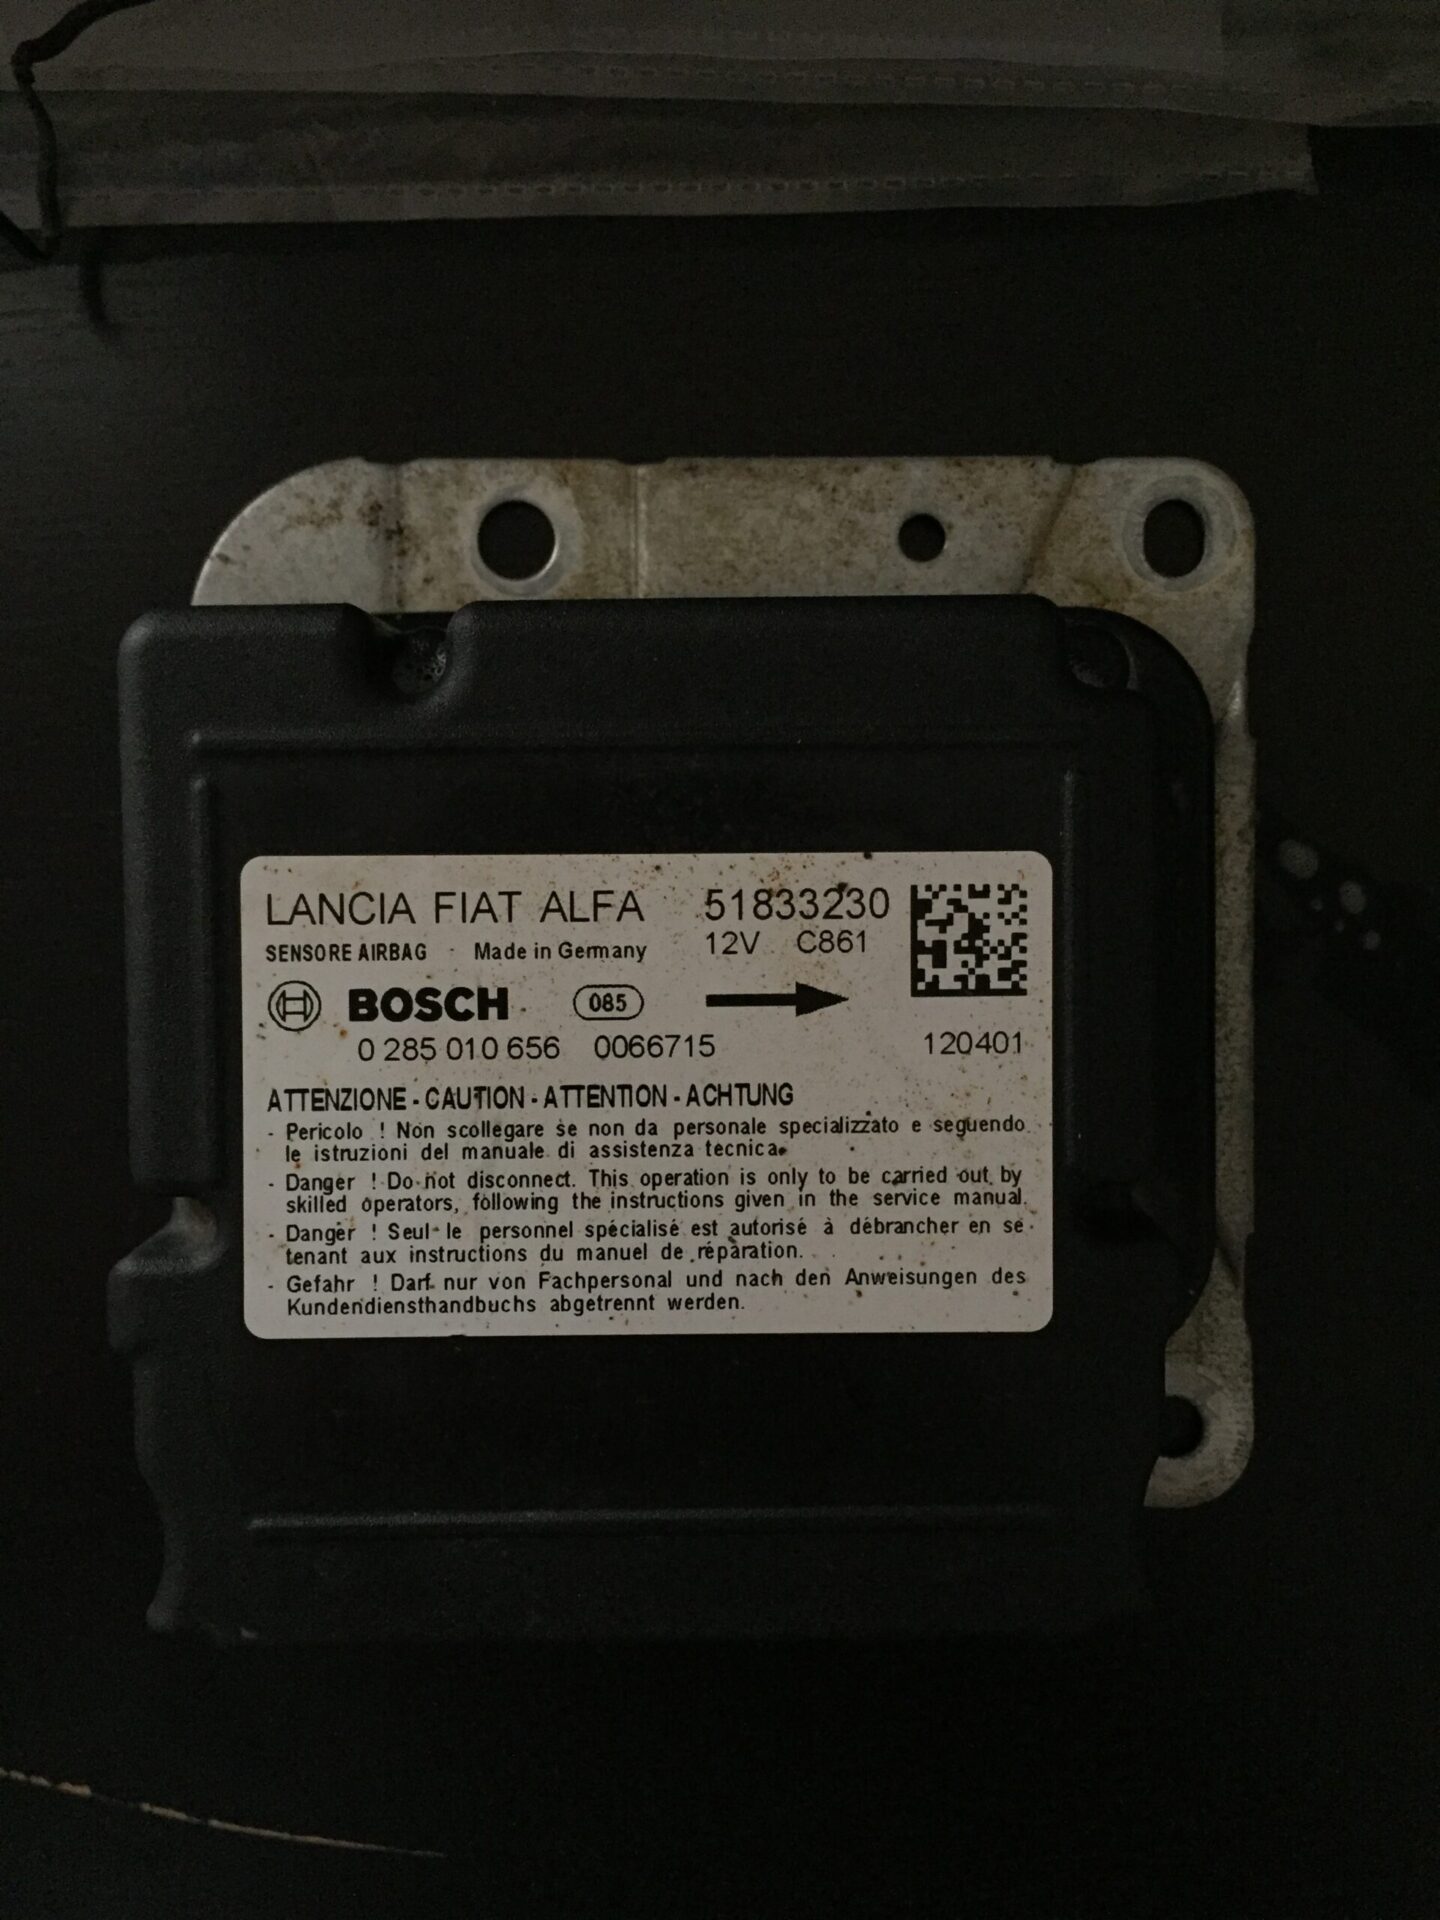 LANCIA FIAT ALFA 51833230
SENSORE AIRBAG Made in Germany 12V C861
BOSCH 085
0 285 010 656 0066715 120401
ATTENZIONE - CAUTION - ATTENTION - ACHTUNG
- Pericolo ! Non scollegare se non da personale specializzato e seguendo
le istruzioni del manuale di assistenza tecnica.
- Danger ! Do not disconnect. This operation is only to be carried out by
skilled operators, following the instructions given in the service manual.
- Danger ! Seul le personnel spécialisé est autorisé à débrancher en se
tenant aux instructions du manuel de réparation.
- Gefahr ! Darf nur von Fachpersonal und nach den Anweisungen des
Kundendiensthandbuchs abgetrennt werden.